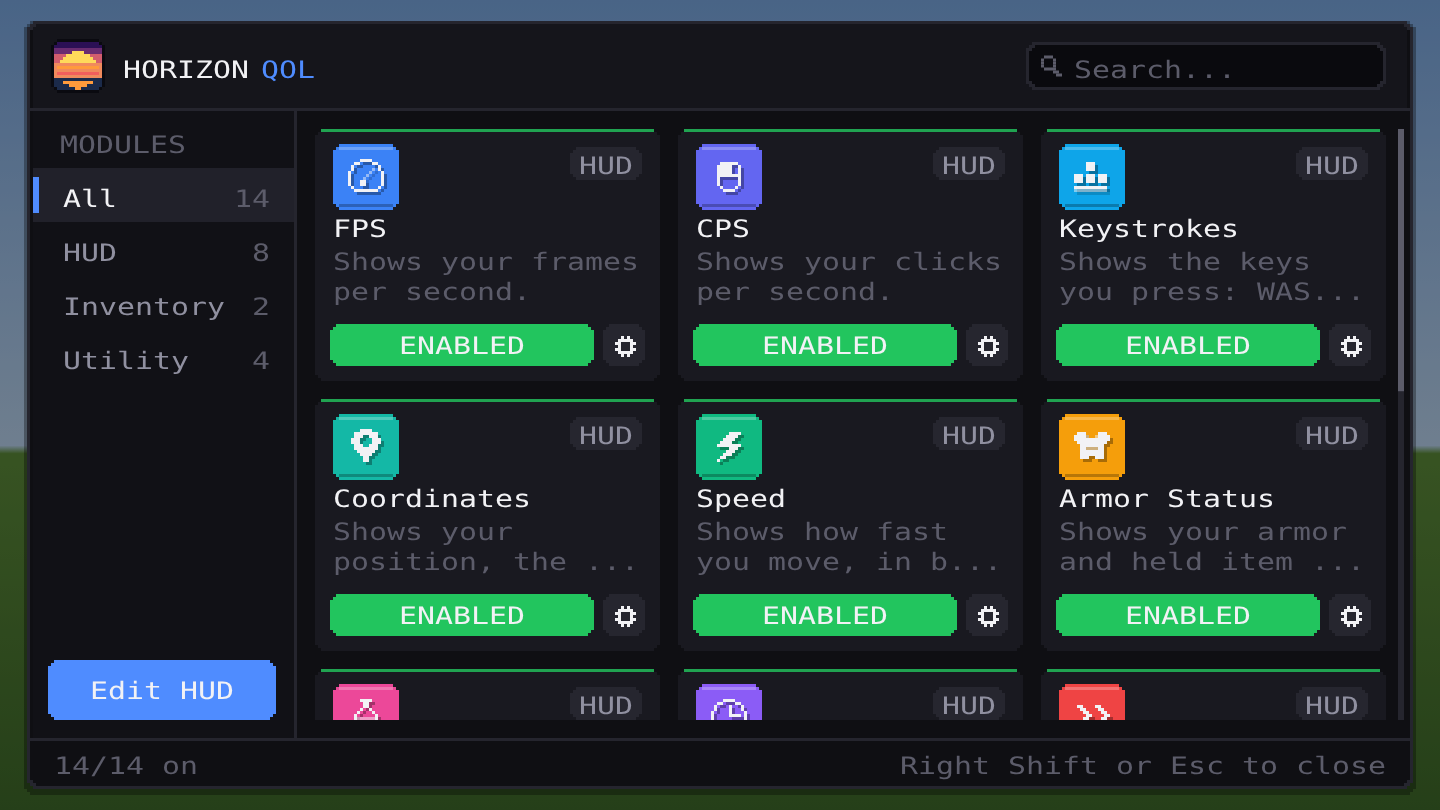 HORIZON QOL
Search...
MODULES
All 14
HUD 8
Inventory 2
Utility 4
Edit HUD
HUD
FPS
Shows your frames
per second.
ENABLED
HUD
CPS
Shows your clicks
per second.
ENABLED
HUD
Keystrokes
Shows the keys
you press: WAS...
ENABLED
HUD
Coordinates
Shows your
position, the ...
ENABLED
HUD
Speed
Shows how fast
you move, in b...
ENABLED
HUD
Armor Status
Shows your armor
and held item ...
ENABLED
HUD
HUD
HUD
14/14 on
Right Shift or Esc to close